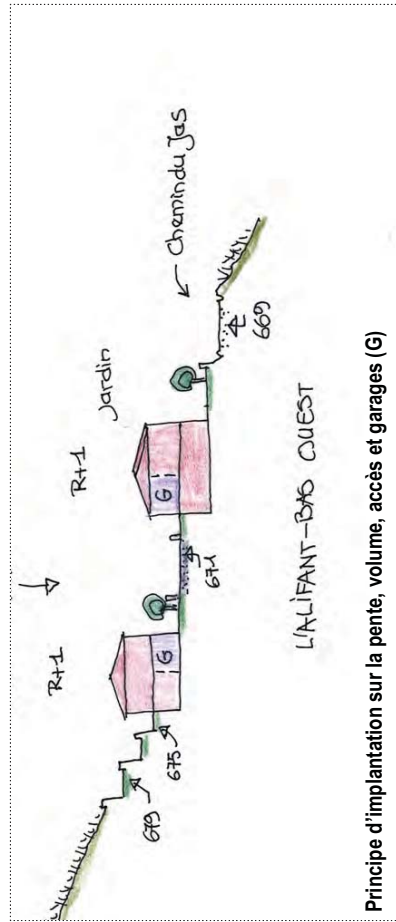 R+1
R+1
Jardin
Chemin du Jas
G
G
679
675
671
669
L'ALIFANT-BAS OUEST
Principe d'implantation sur la pente, volume, accès et garages (G)